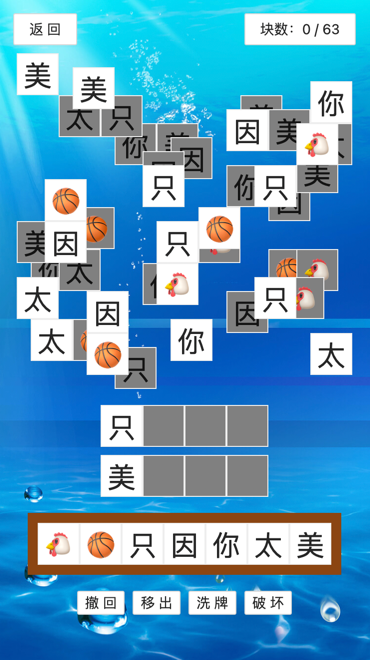 返回 块数：0 / 63
美 美 你
太 只 因 美
你 美 因
只 你 只 美
因 只
美 太
太 因 因 只
太 你 太
只
只
美
🐔 🏀 只 因 你 太 美
撤回 移出 洗牌 破坏